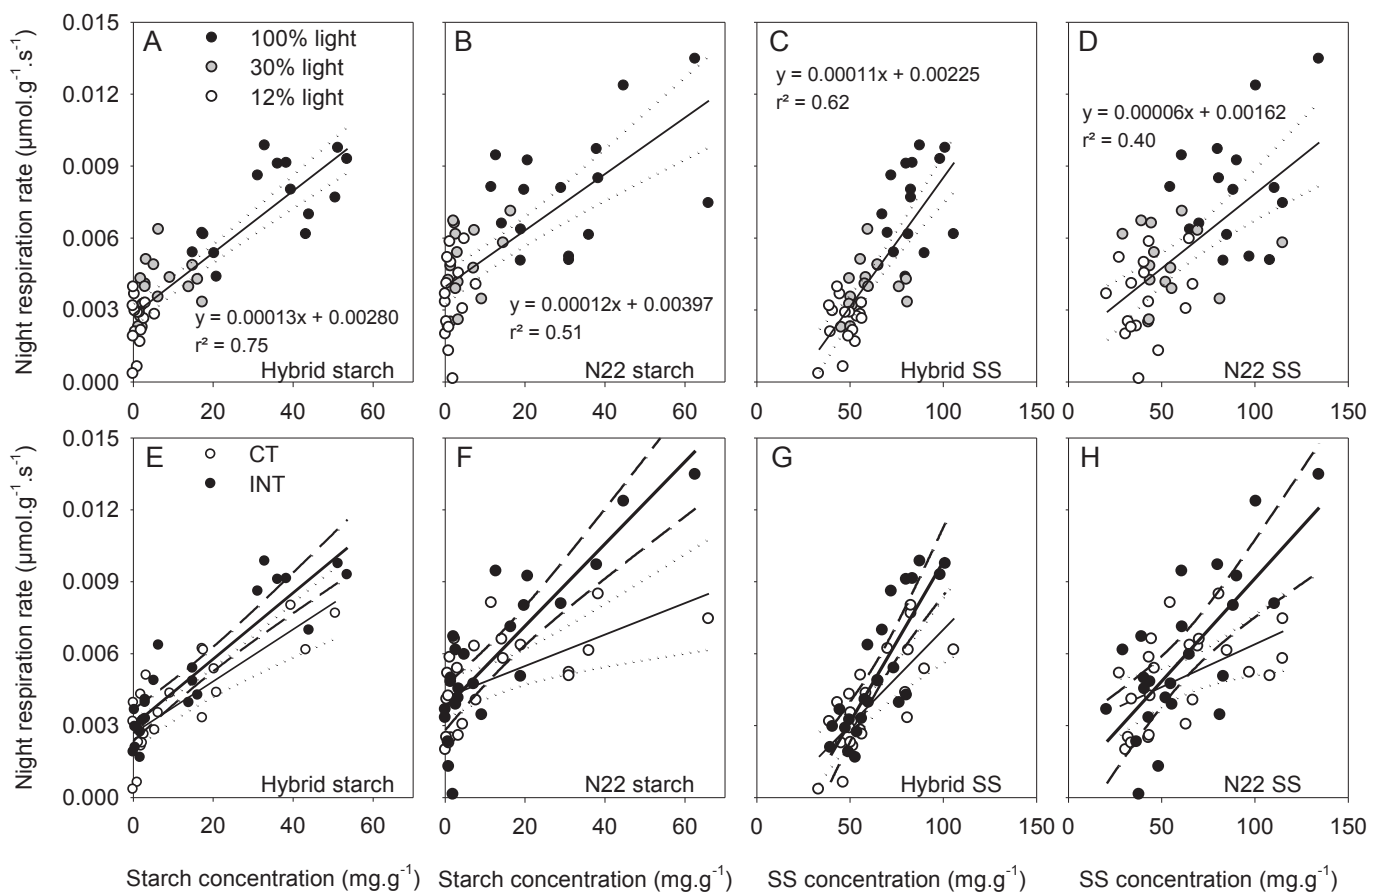 Night respiration rate (µmol.g⁻¹.s⁻¹)
0.015
0.012
0.009
0.006
0.003
0.000
A
100% light
30% light
12% light
y = 0.00013x + 0.00280
r² = 0.75
Hybrid starch
0 20 40 60
B
y = 0.00012x + 0.00397
r² = 0.51
N22 starch
0 20 40 60
C
y = 0.00011x + 0.00225
r² = 0.62
Hybrid SS
0 50 100 150
D
y = 0.00006x + 0.00162
r² = 0.40
N22 SS
0 50 100 150
Night respiration rate (µmol.g⁻¹.s⁻¹)
0.015
0.012
0.009
0.006
0.003
0.000
E
CT
INT
Hybrid starch
0 20 40 60
Starch concentration (mg.g⁻¹)
F
N22 starch
0 20 40 60
Starch concentration (mg.g⁻¹)
G
Hybrid SS
0 50 100 150
SS concentration (mg.g⁻¹)
H
N22 SS
0 50 100 150
SS concentration (mg.g⁻¹)